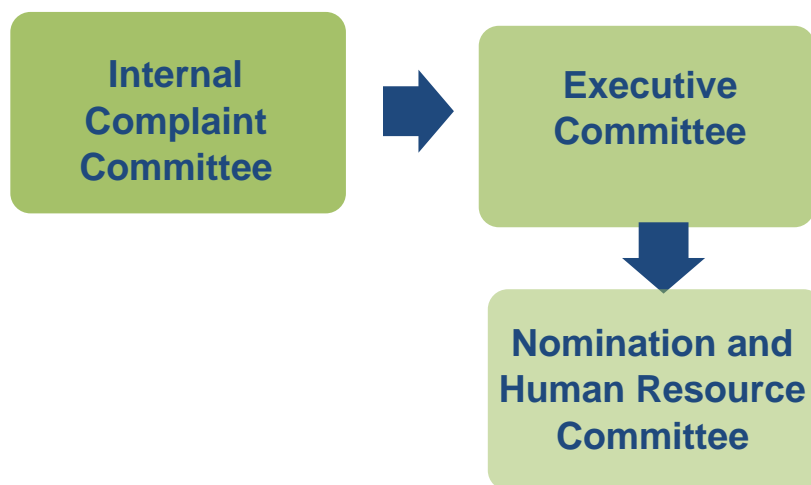 Internal
Complaint
Committee
Executive
Committee
Nomination and
Human Resource
Committee